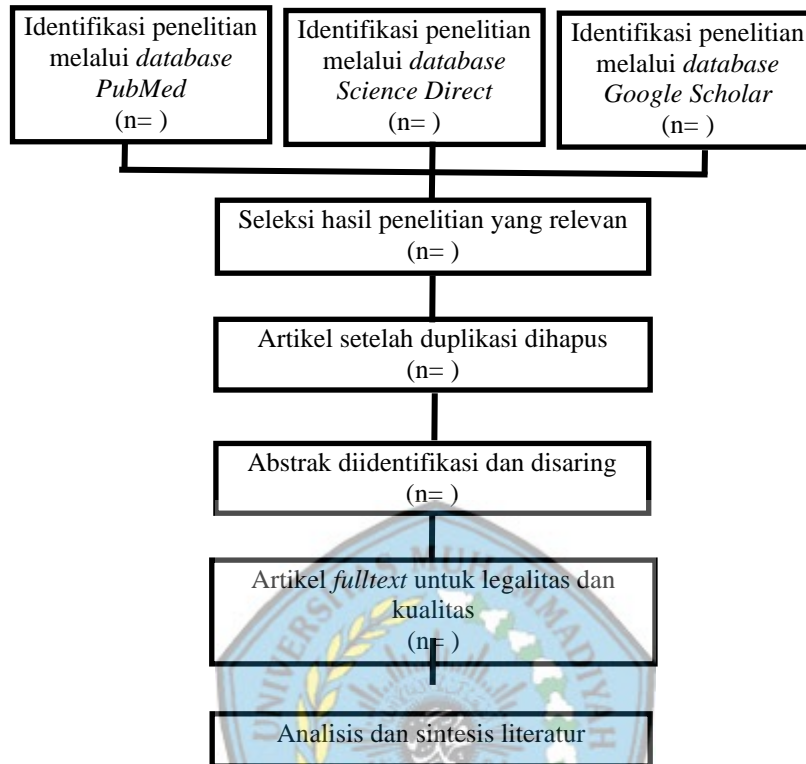 Identifikasi penelitian
melalui database
PubMed
(n= )
Identifikasi penelitian
melalui database
Science Direct
(n= )
Identifikasi penelitian
melalui database
Google Scholar
(n= )
Seleksi hasil penelitian yang relevan
(n= )
Artikel setelah duplikasi dihapus
(n= )
Abstrak diidentifikasi dan disaring
(n= )
Artikel fulltext untuk legalitas dan
kualitas
(n= )
Analisis dan sintesis literatur
UNIVERSITAS MUHAMMADIYAH